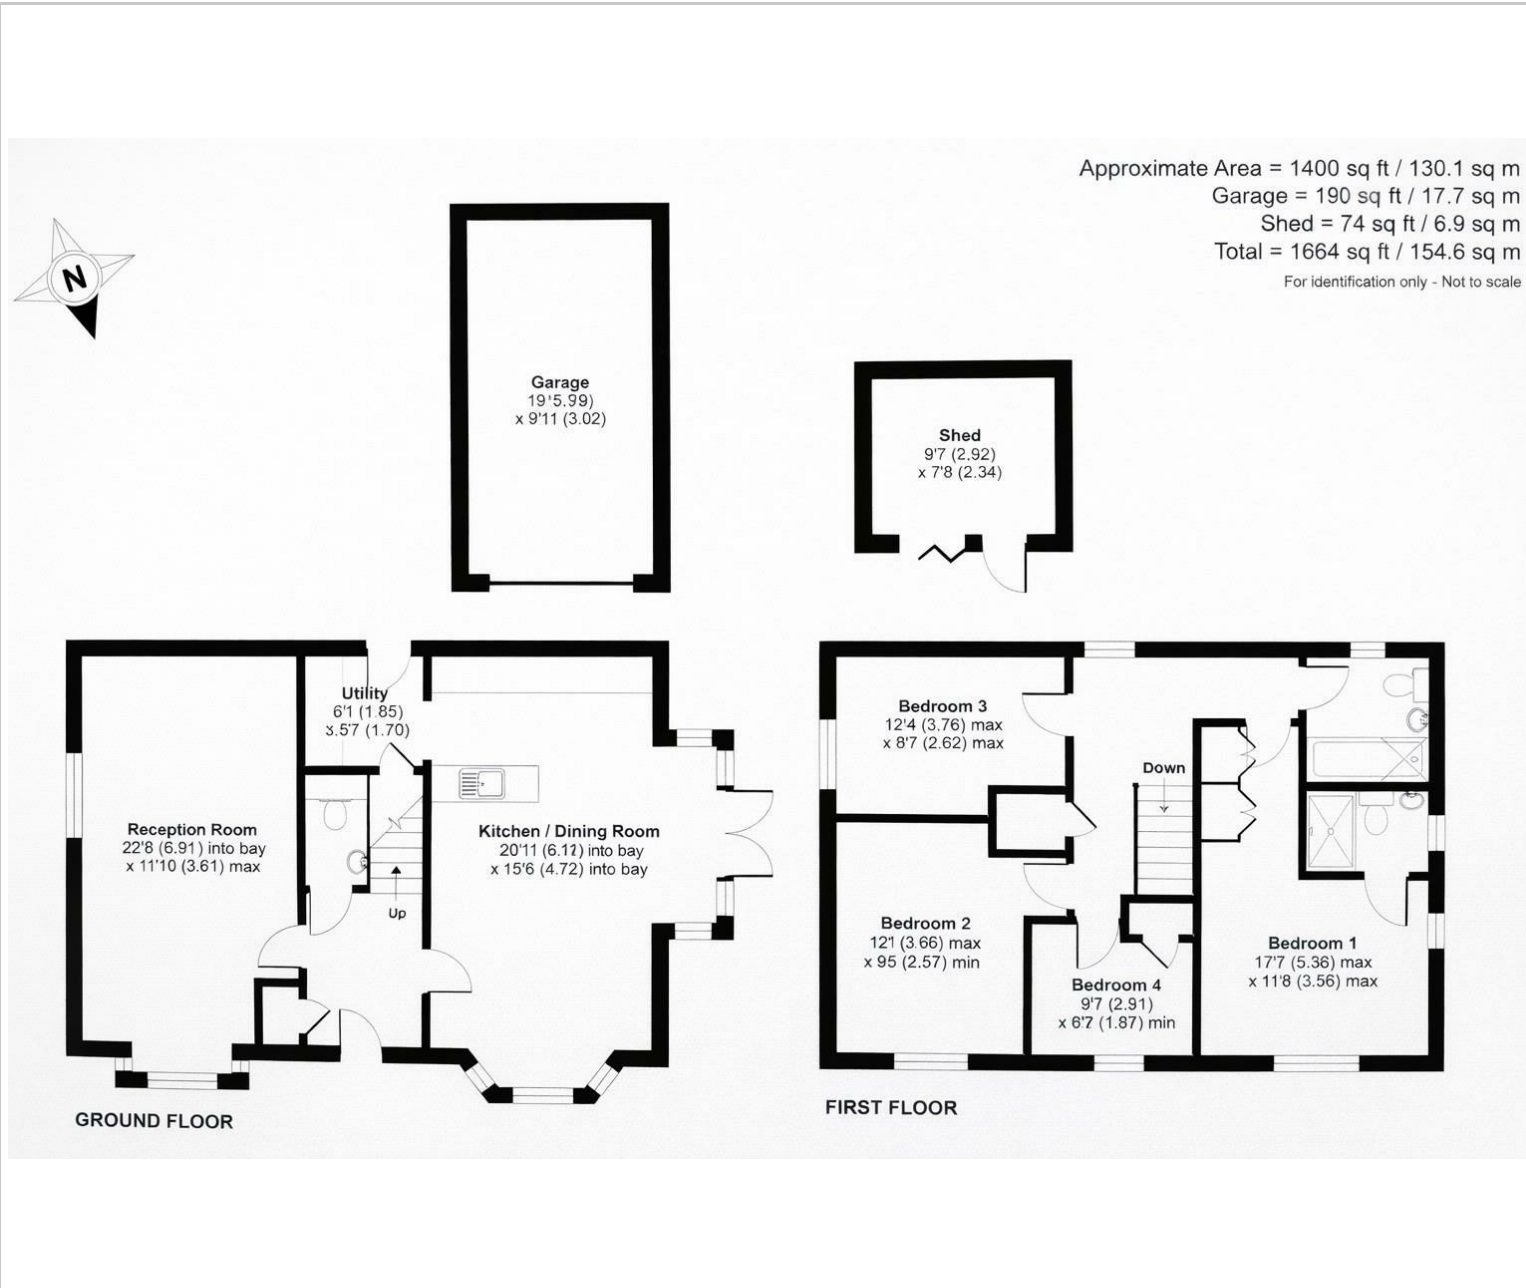 Approximate Area = 1400 sq ft / 130.1 sq m
Garage = 190 sq ft / 17.7 sq m
Shed = 74 sq ft / 6.9 sq m
Total = 1664 sq ft / 154.6 sq m
For identification only - Not to scale
N
Garage
19'5.99)
x 9'11 (3.02)
Shed
9'7 (2.92)
x 7'8 (2.34)
Utility
6'1 (1.85)
x.5'7 (1.70)
Reception Room
22'8 (6.91) into bay
x 11'10 (3.61) max
Up
Kitchen / Dining Room
20'11 (6.11) into bay
x 15'6 (4.72) into bay
GROUND FLOOR
Bedroom 3
12'4 (3.76) max
x 8'7 (2.62) max
Down
Bedroom 2
12'1 (3.66) max
x 95 (2.57) min
Bedroom 4
9'7 (2.91)
x 6'7 (1.87) min
Bedroom 1
17'7 (5.36) max
x 11'8 (3.56) max
FIRST FLOOR